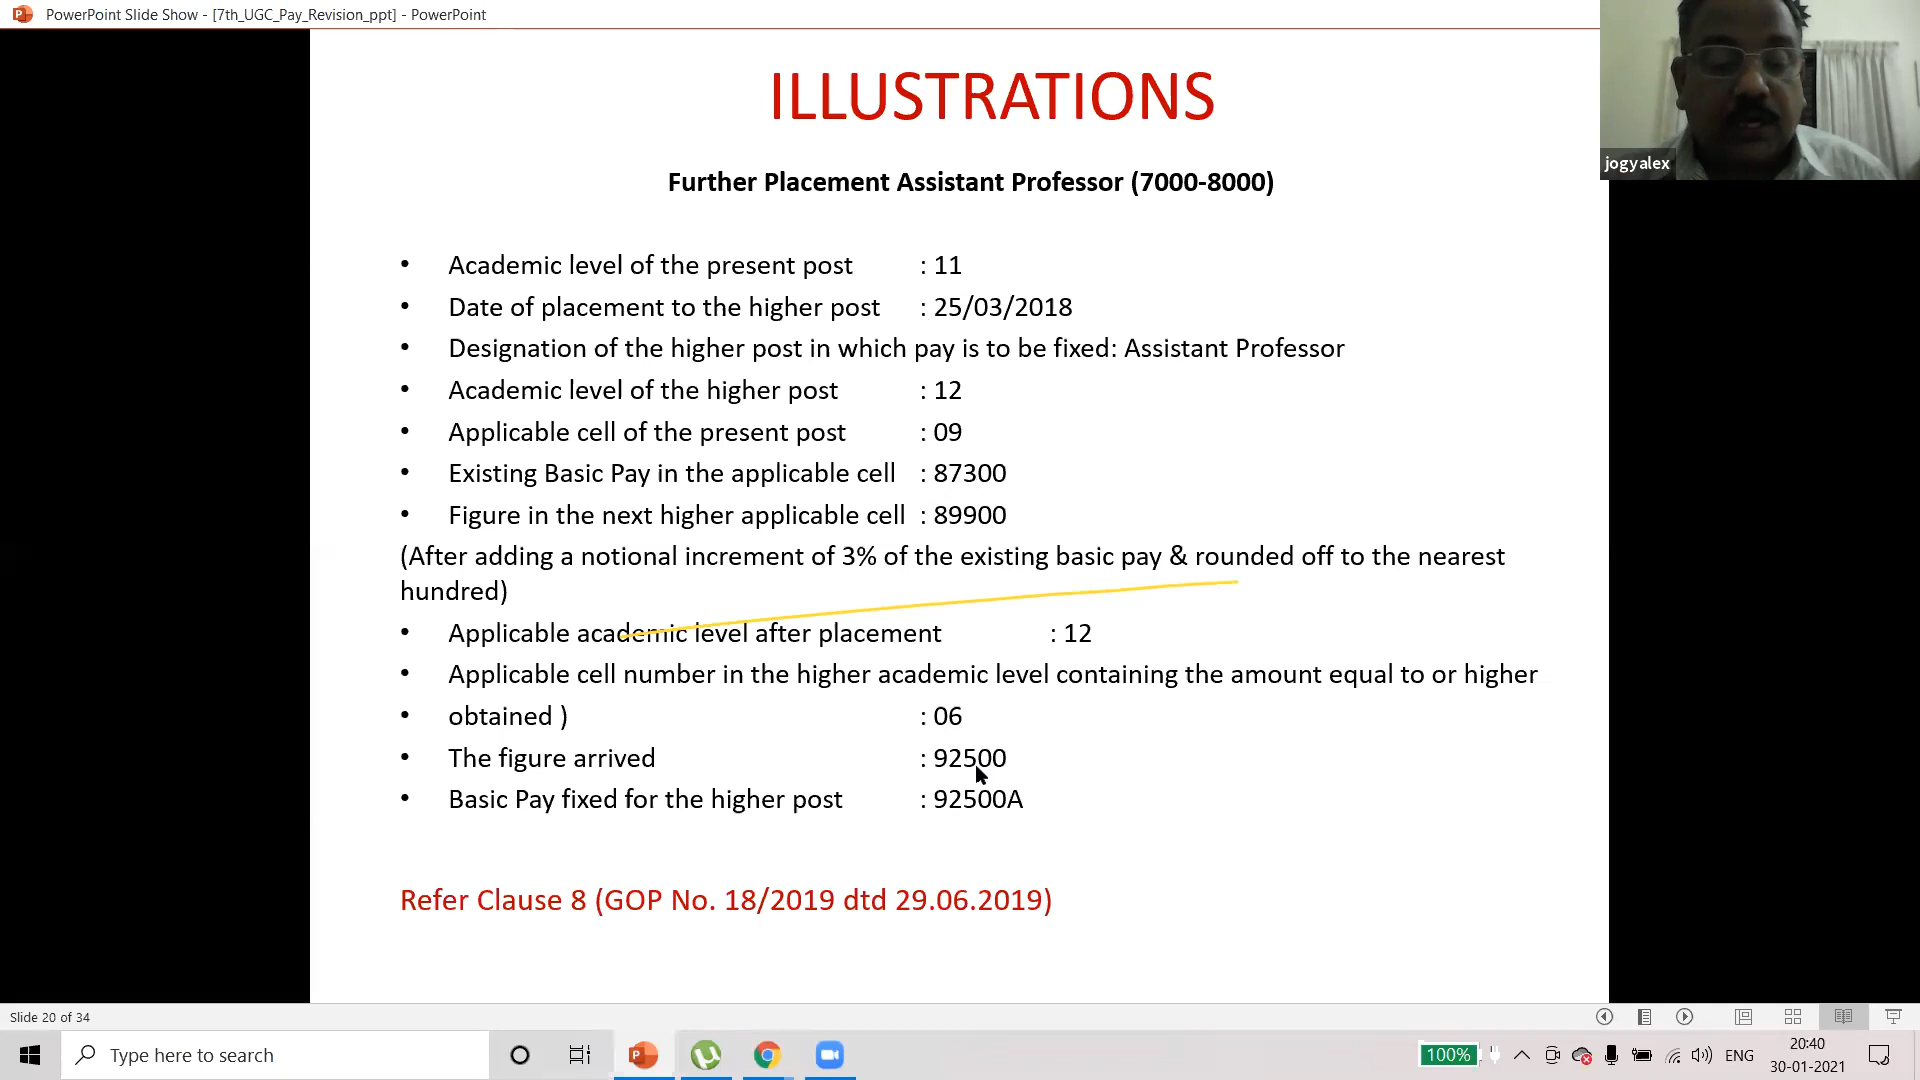 PowerPoint Slide Show - [7th_UGC_Pay_Revision_ppt] - PowerPoint
ILLUSTRATIONS
jogyalex
Further Placement Assistant Professor (7000-8000)
• Academic level of the present post : 11
• Date of placement to the higher post : 25/03/2018
• Designation of the higher post in which pay is to be fixed: Assistant Professor
• Academic level of the higher post : 12
• Applicable cell of the present post : 09
• Existing Basic Pay in the applicable cell : 87300
• Figure in the next higher applicable cell : 89900
(After adding a notional increment of 3% of the existing basic pay & rounded off to the nearest
hundred)
• Applicable academic level after placement : 12
• Applicable cell number in the higher academic level containing the amount equal to or higher
• obtained ) : 06
• The figure arrived : 92500
• Basic Pay fixed for the higher post : 92500A
Refer Clause 8 (GOP No. 18/2019 dtd 29.06.2019)
Slide 20 of 34
Type here to search
100%
ENG
20:40
30-01-2021